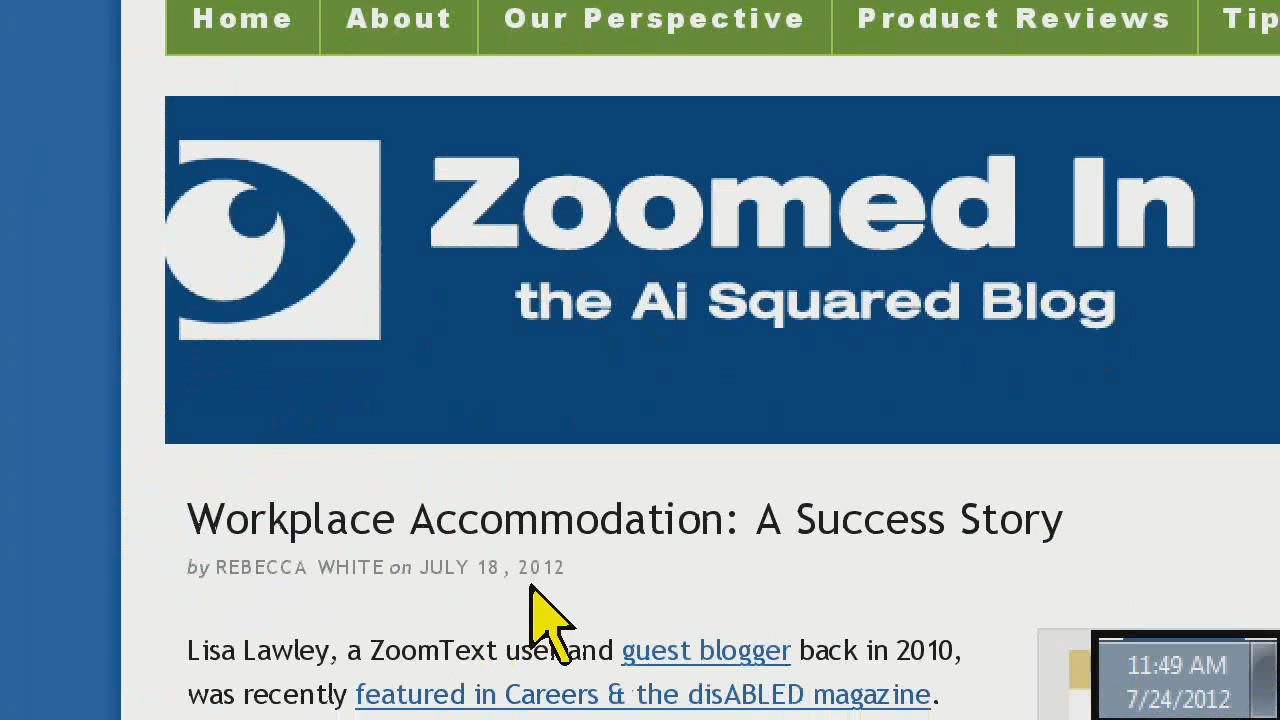 Home About Our Perspective Product Reviews Tip
Zoomed In
the Ai Squared Blog
Workplace Accommodation: A Success Story
by REBECCA WHITE on JULY 18, 2012
Lisa Lawley, a ZoomText user and guest blogger back in 2010,
was recently featured in Careers & the disABLED magazine.
11:49 AM
7/24/2012